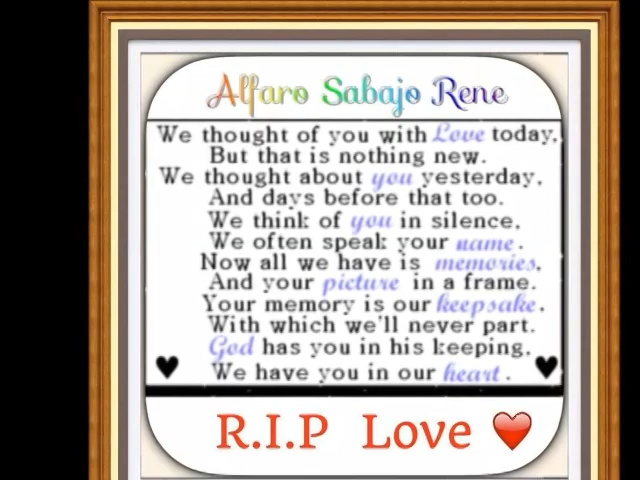 Alfaro Sabajo Rene
We thought of you with Love today,
But that is nothing new.
We thought about you yesterday,
And days before that too.
We think of you in silence,
We often speak your name.
Now all we have is memories,
And your picture in a frame.
Your memory is our keepsake.
With which we'll never part.
God has you in his keeping,
We have you in our heart.
R.I.P Love ❤